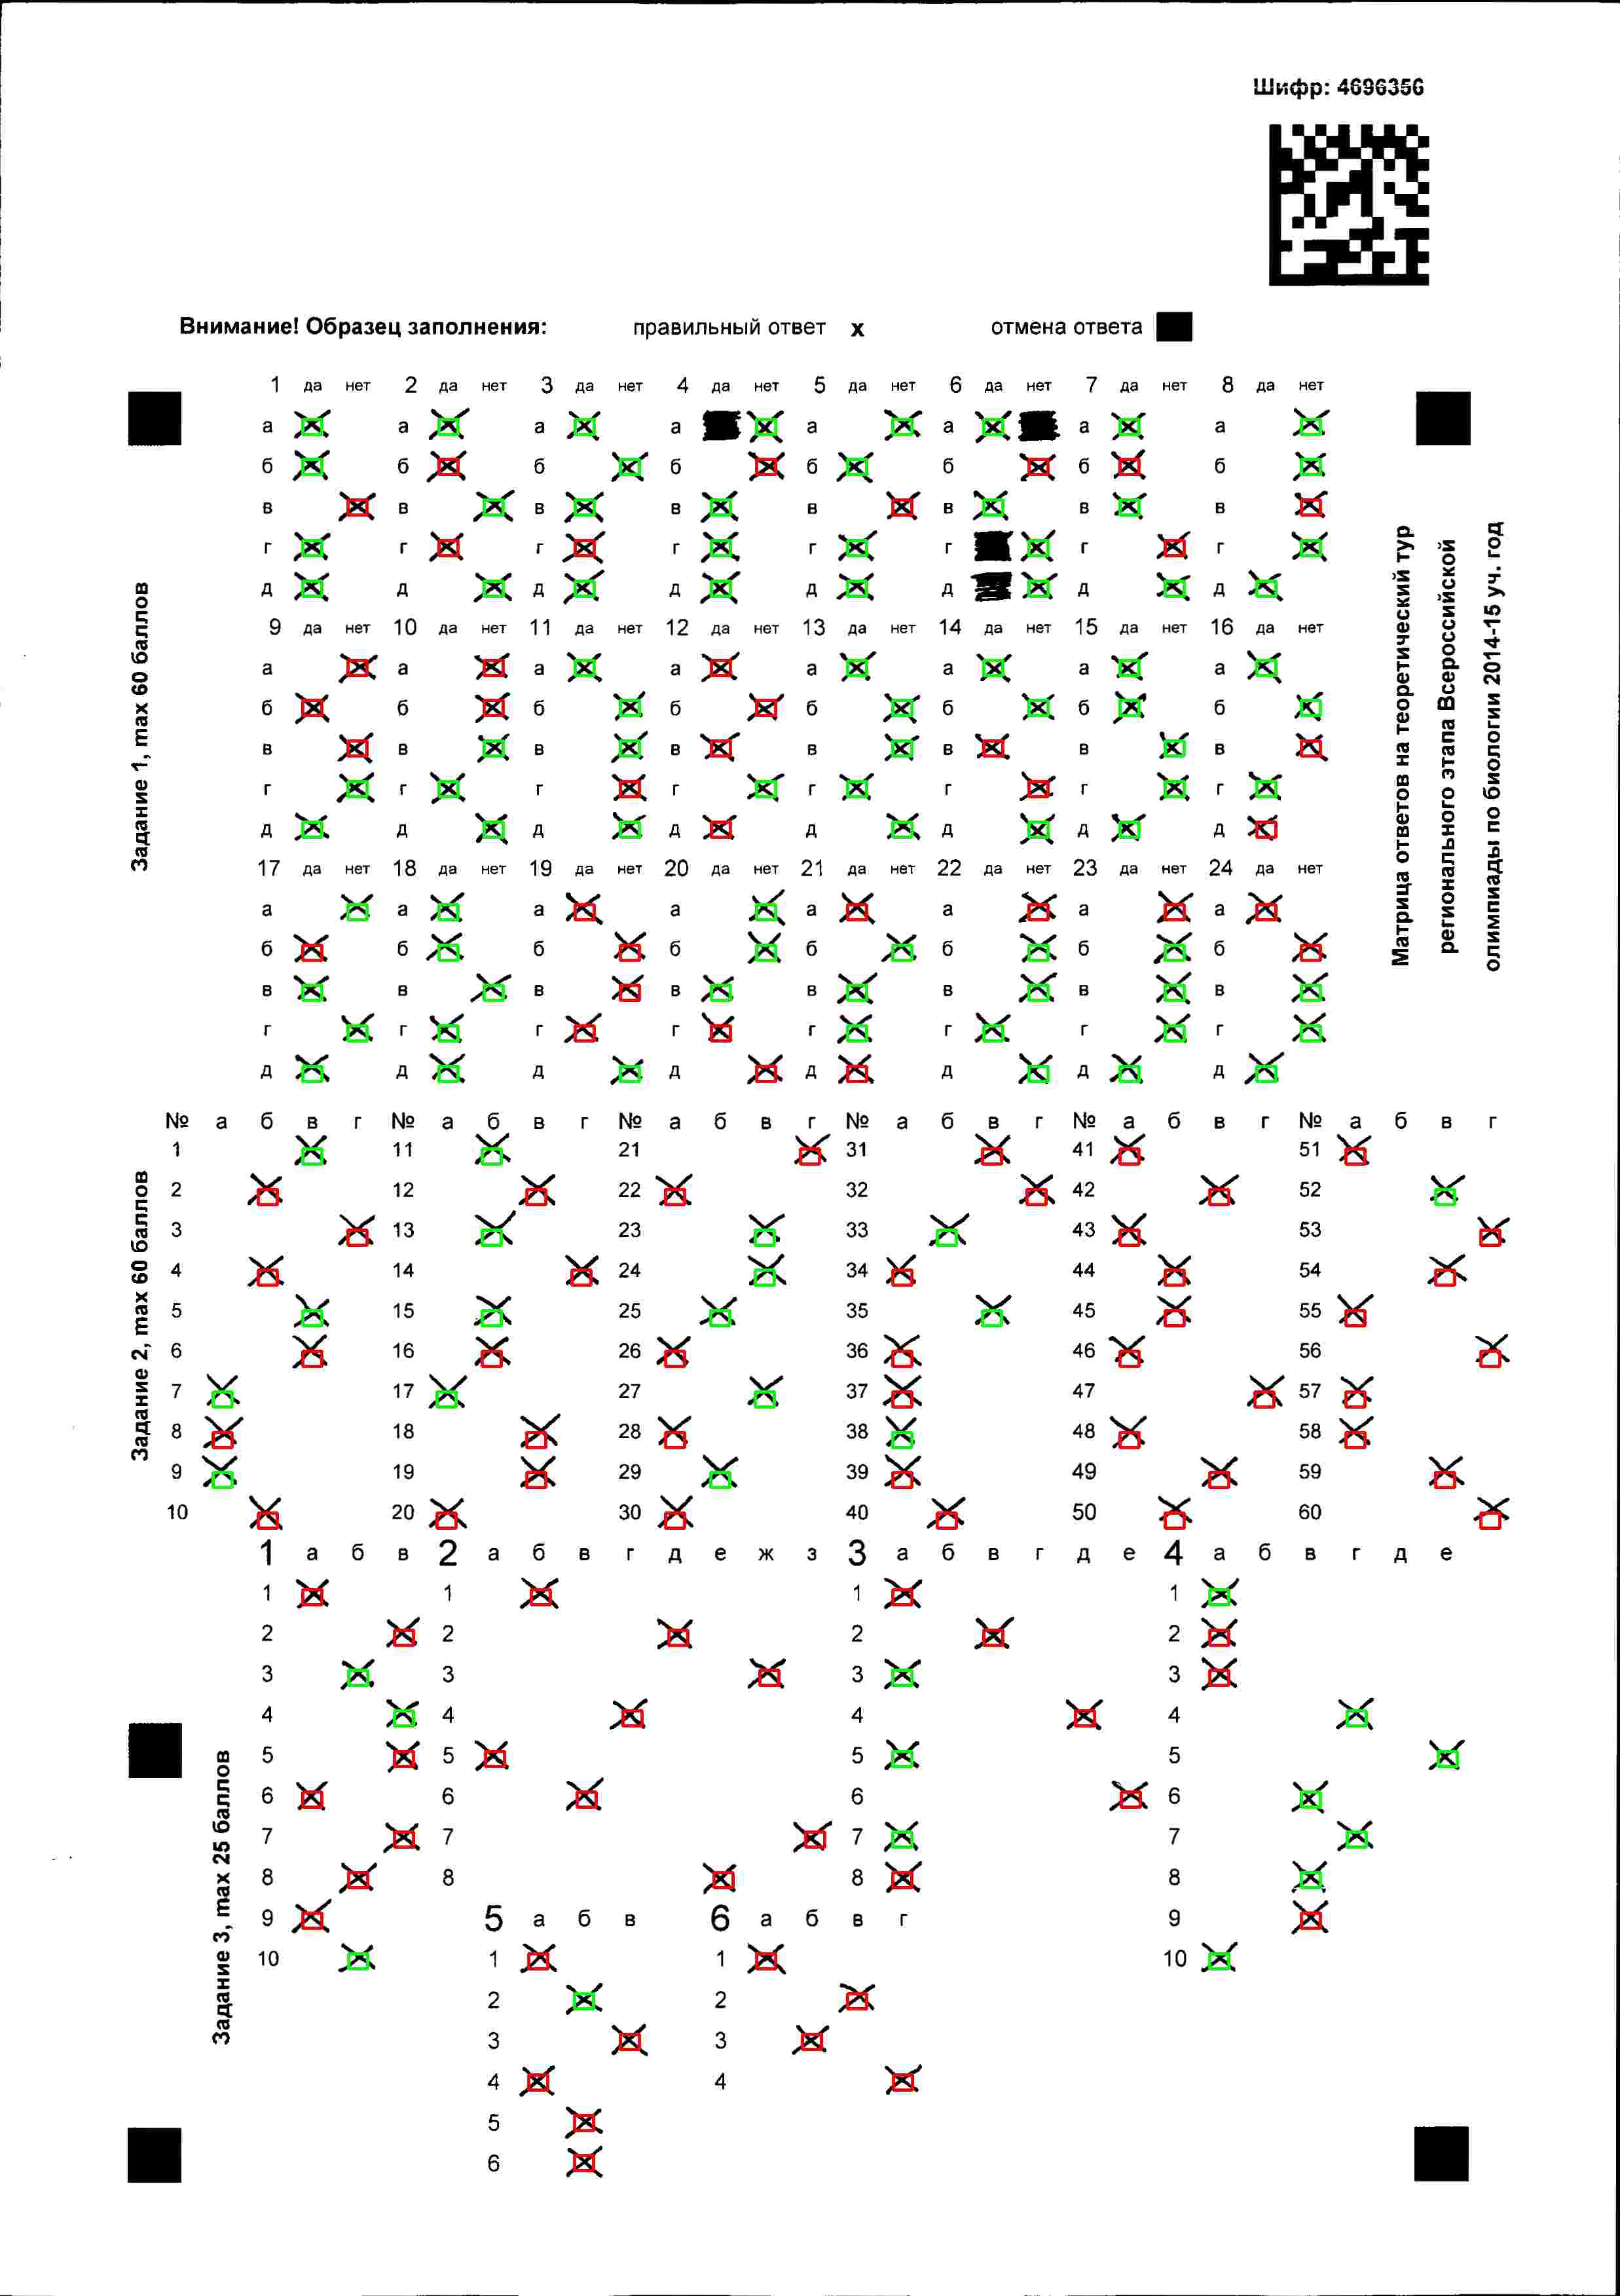 Шифр: 4696356
Внимание! Образец заполнения: правильный ответ х отмена ответа
1 да нет 2 да нет 3 да нет 4 да нет 5 да нет 6 да нет 7 да нет 8 да нет
а а а а а а а а
б б б б б б б б
в в в в в в в в
г г г г г г г г
д д д д д д д д
9 да нет 10 да нет 11 да нет 12 да нет 13 да нет 14 да нет 15 да нет 16 да нет
а а а а а а а а
б б б б б б б б
в в в в в в в в
г г г г г г г г
д д д д д д д д
17 да нет 18 да нет 19 да нет 20 да нет 21 да нет 22 да нет 23 да нет 24 да нет
а а а а а а а а
б б б б б б б б
в в в в в в в в
г г г г г г г г
д д д д д д д д
Задание 1, max 60 баллов
Матрица ответов на теоретический тур
регионального этапа Всероссийской
олимпиады по биологии 2014-15 уч. год
№ а б в г № а б в г № а б в г № а б в г № а б в г № а б в г
1 11 21 31 41 51
2 12 22 32 42 52
3 13 23 33 43 53
4 14 24 34 44 54
5 15 25 35 45 55
6 16 26 36 46 56
7 17 27 37 47 57
8 18 28 38 48 58
9 19 29 39 49 59
10 20 30 40 50 60
Задание 2, max 60 баллов
1 а б в 2 а б в г д е ж з 3 а б в г д е 4 а б в г д е
1 1 1 1
2 2 2 2
3 3 3 3
4 4 4 4
5 5 5 5
6 6 6 6
7 7 7 7
8 8 8 8
9 5 а б в 6 а б в г 9
10 1 1 10
2 2
3 3
4 4
5
6
Задание 3, max 25 баллов